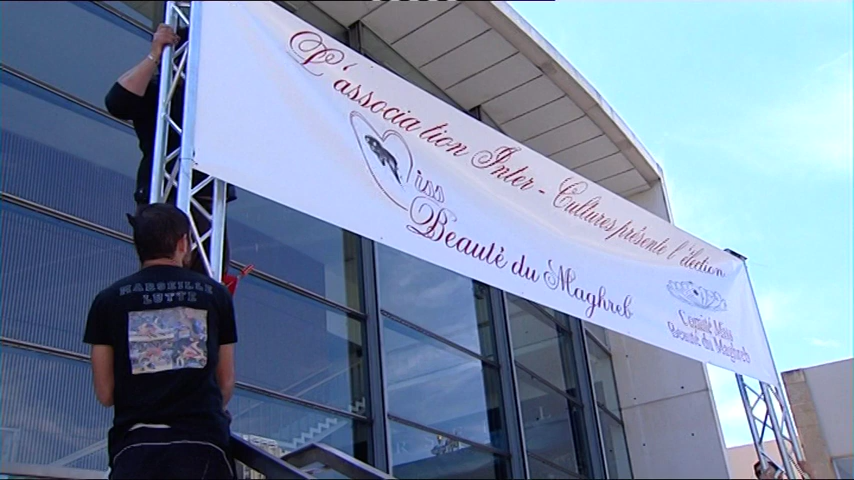 L'association Inter-Cultures présente l'élection
Miss
Beauté du Maghreb
Comité Miss
Beauté du Maghreb
MARSEILLE
LUTTE